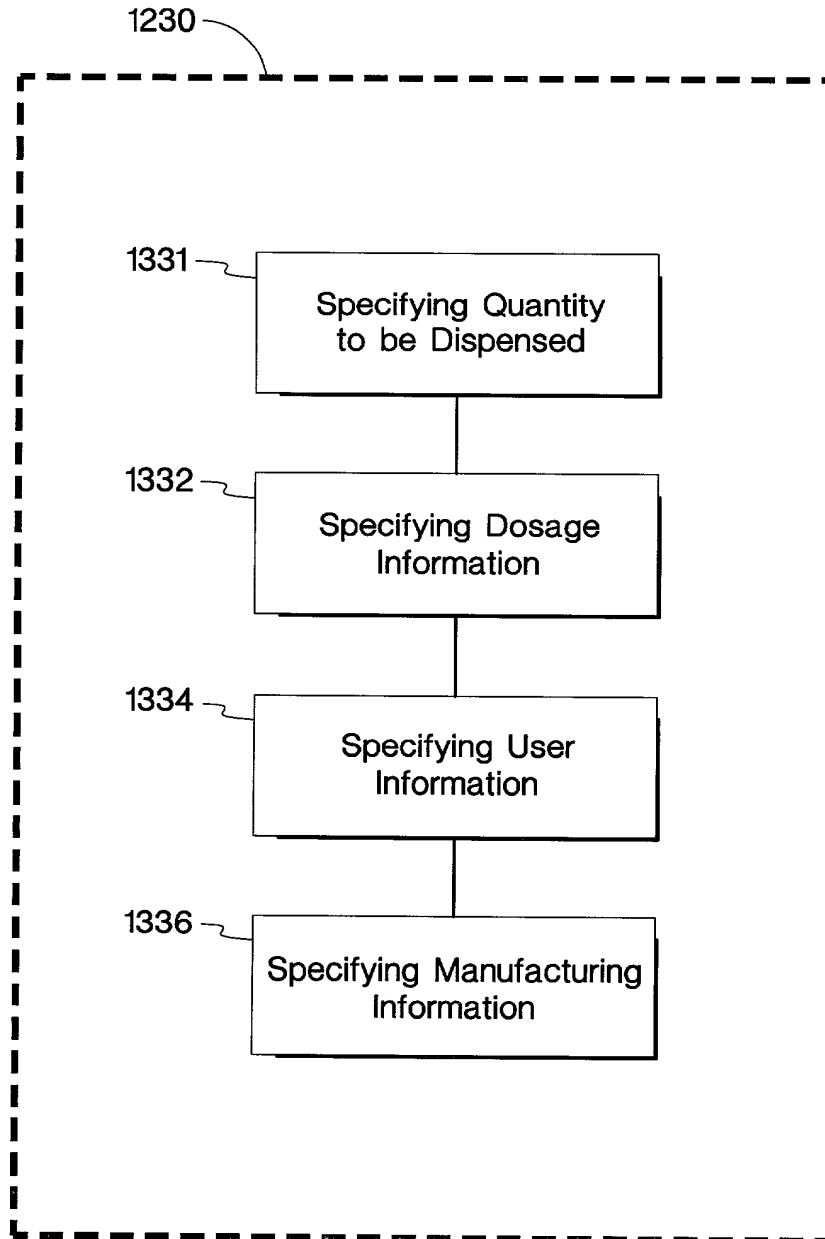 1230
1331
Specifying Quantity
to be Dispensed
1332
Specifying Dosage
Information
1334
Specifying User
Information
1336
Specifying Manufacturing
Information